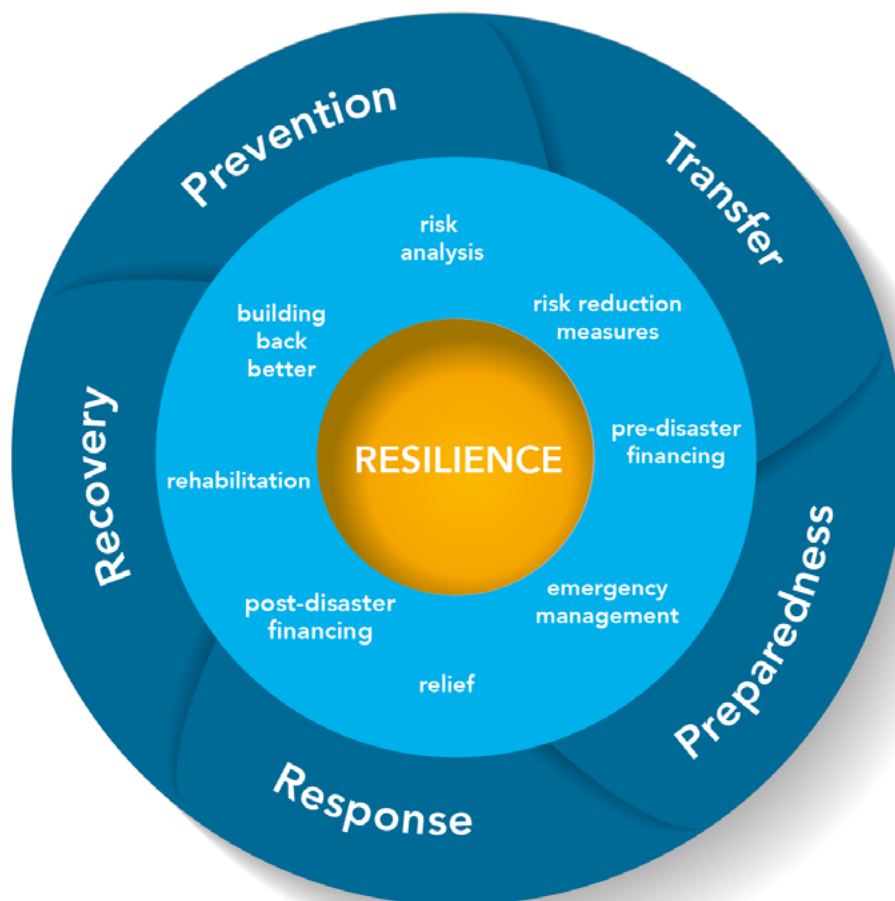 Prevention
Transfer
Preparedness
Response
Recovery
risk
analysis
risk reduction
measures
pre-disaster
financing
emergency
management
relief
post-disaster
financing
rehabilitation
building
back
better
RESILIENCE